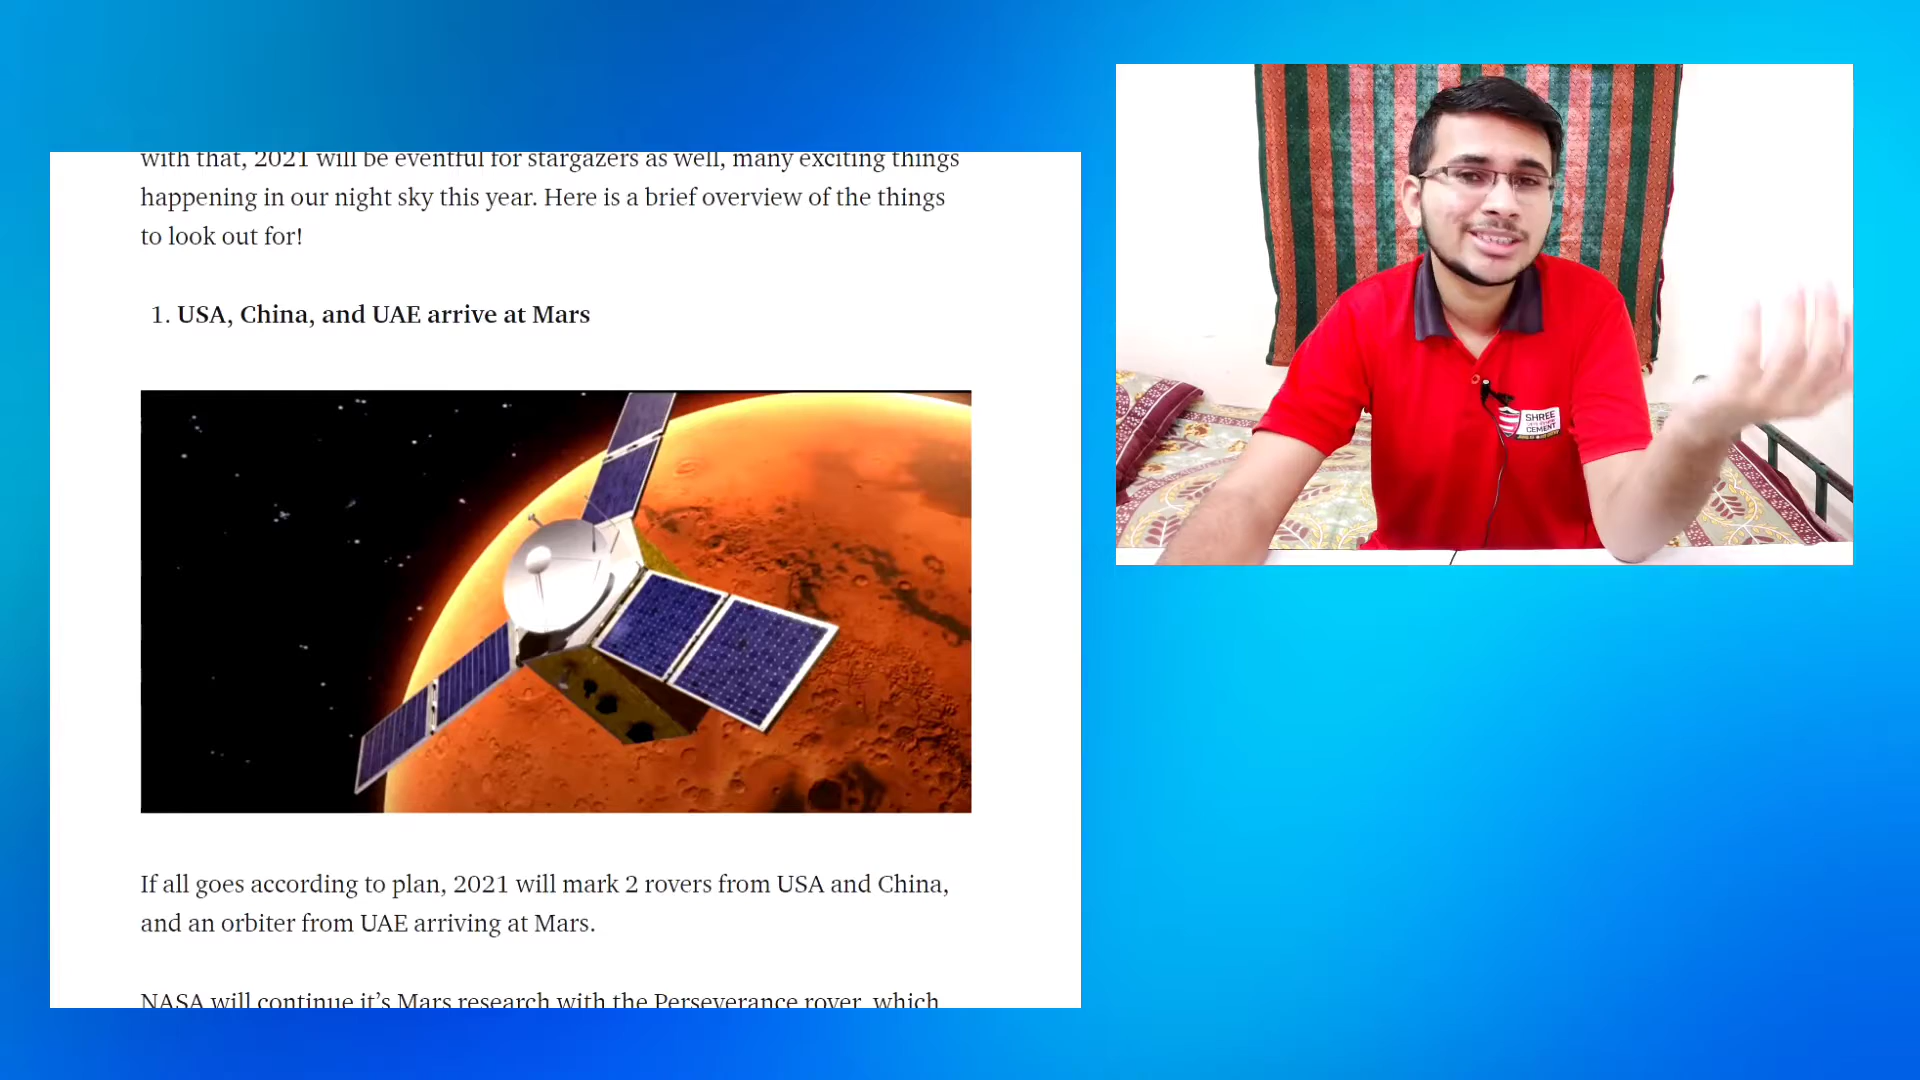 with that, 2021 will be eventful for stargazers as well, many exciting things
happening in our night sky this year. Here is a brief overview of the things
to look out for!
1. USA, China, and UAE arrive at Mars
If all goes according to plan, 2021 will mark 2 rovers from USA and China,
and an orbiter from UAE arriving at Mars.
NASA will continue it’s Mars research with the Perseverance rover, which
SHREE
CEMENT